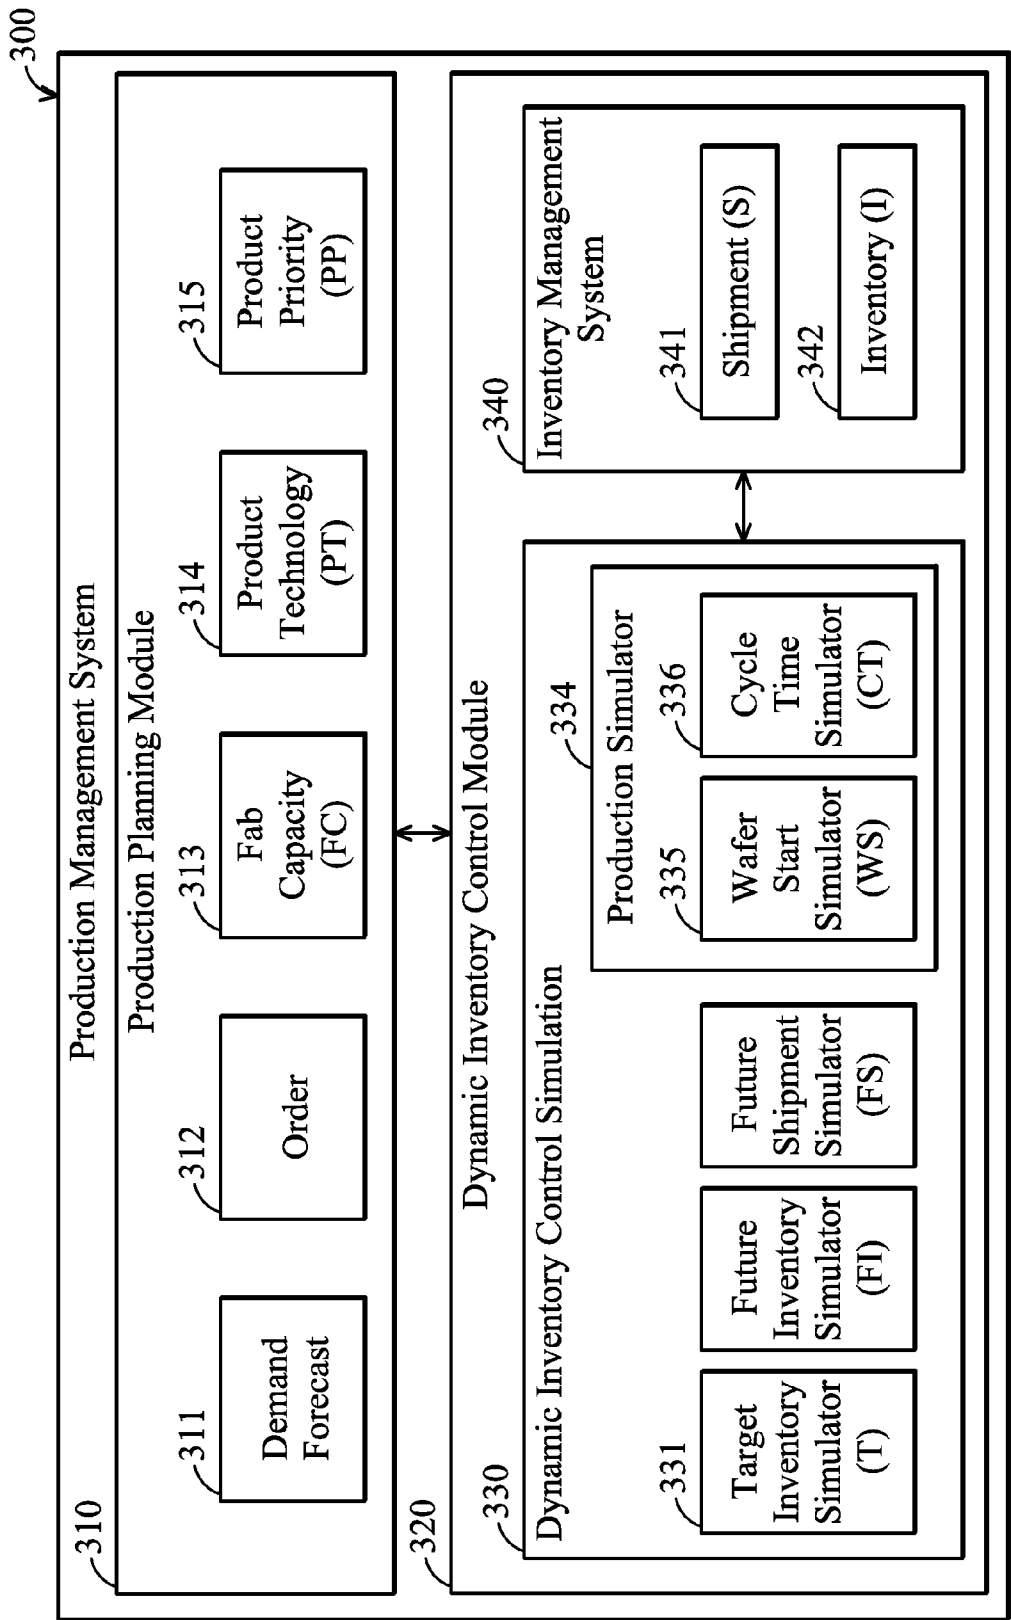 300
Production Management System
310
Production Planning Module
311
Demand
Forecast
312
Order
313
Fab
Capacity
(FC)
314
Product
Technology
(PT)
315
Product
Priority
(PP)
320
Dynamic Inventory Control Module
330
Dynamic Inventory Control Simulation
331
Target
Inventory
Simulator
(T)
Future
Inventory
Simulator
(FI)
Future
Shipment
Simulator
(FS)
334
Production Simulator
335
Wafer
Start
Simulator
(WS)
336
Cycle
Time
Simulator
(CT)
340
Inventory Management
System
341
Shipment (S)
342
Inventory (I)